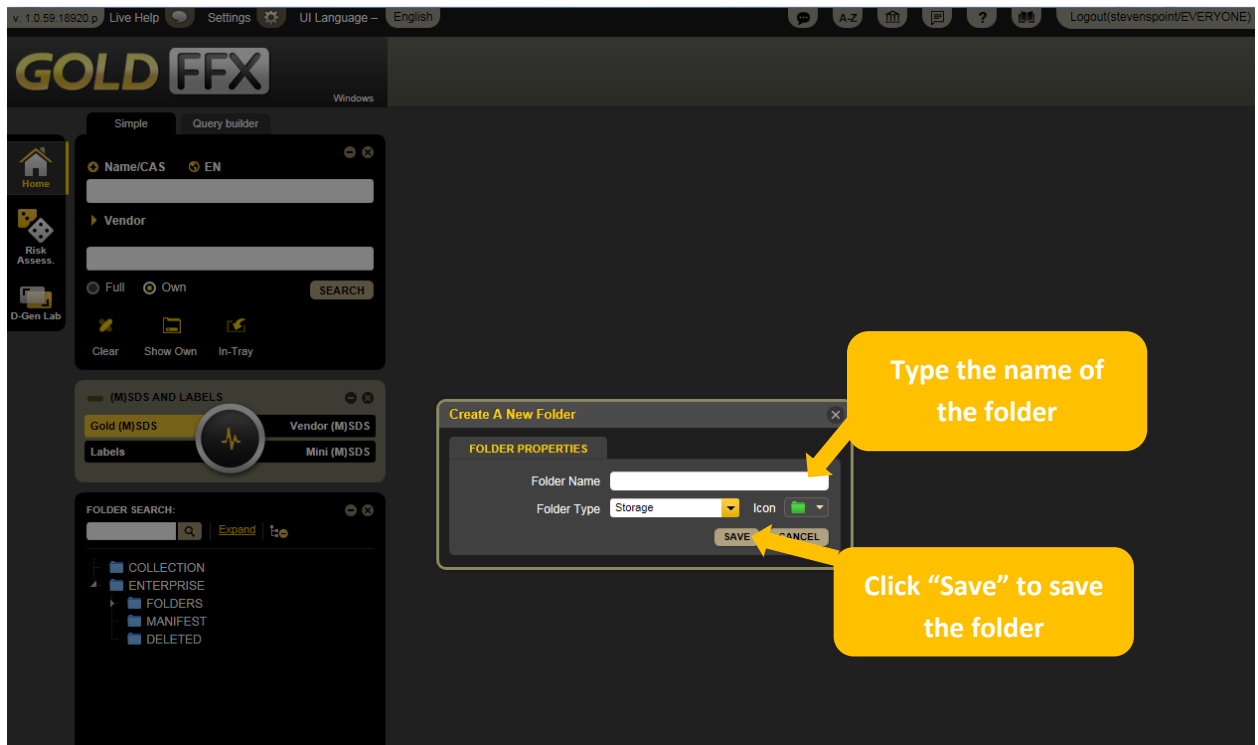 v. 1.0.59.18920.p Live Help Settings UI Language – English A-Z ? Logout(stevenspoint/EVERYONE)
GOLD FFX
Windows
Simple Query builder
Home
Name/CAS EN
Vendor
Risk Assess.
Full Own SEARCH
D-Gen Lab
Clear Show Own In-Tray
(M)SDS AND LABELS
Gold (M)SDS Vendor (M)SDS
Labels Mini (M)SDS
FOLDER SEARCH:
Expand
COLLECTION
ENTERPRISE
FOLDERS
MANIFEST
DELETED
Create A New Folder
FOLDER PROPERTIES
Folder Name
Folder Type Storage Icon
SAVE CANCEL
Type the name of
the folder
Click “Save” to save
the folder